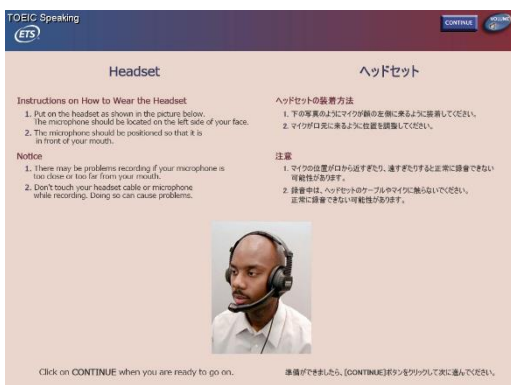 TOEIC Speaking
ETS
CONTINUE
VOLUME
Headset
Instructions on How to Wear the Headset
1. Put on the headset as shown in the picture below.
The microphone should be located on the left side of your face.
2. The microphone should be positioned so that it is
in front of your mouth.
Notice
1. There may be problems recording if your microphone is
too close or too far from your mouth.
2. Don't touch your headset cable or microphone
while recording. Doing so can cause problems.
ヘッドセット
ヘッドセットの装着方法
1. 下の写真のようにマイクが顔の左側に来るように装着してください。
2. マイクが口元に来るように位置を調整してください。
注意
1. マイクの位置が口から近すぎたり、遠すぎたりすると正常に録音できない
可能性があります。
2. 録音中は、ヘッドセットのケーブルやマイクに触らないでください。
正常に録音できない可能性があります。
Click on CONTINUE when you are ready to go on.
準備ができましたら、[CONTINUE]ボタンをクリックして次に進んでください。